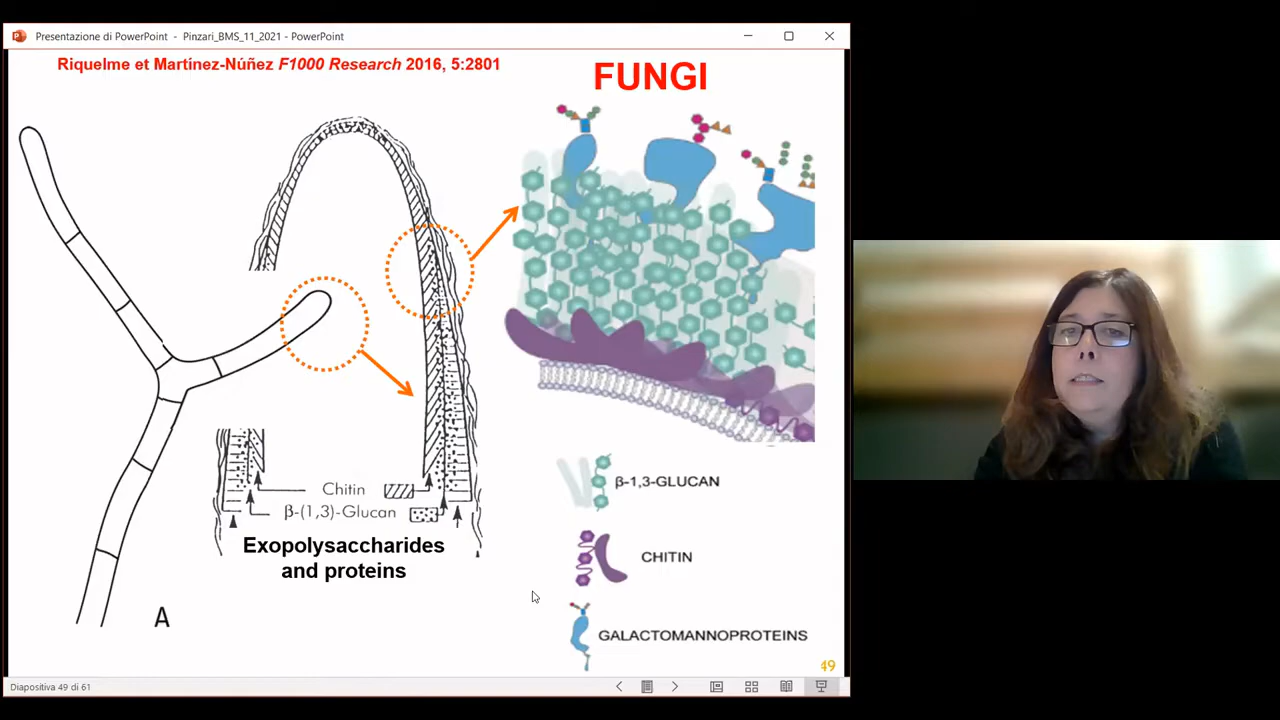 Presentazione di PowerPoint - Pinzari_BMS_11_2021 - PowerPoint
Riquelme et Martínez-Núñez F1000 Research 2016, 5:2801
FUNGI
Chitin
β-(1,3)-Glucan
Exopolysaccharides
and proteins
A
β-1,3-GLUCAN
CHITIN
GALACTOMANNOPROTEINS
49
Diapositiva 49 di 61